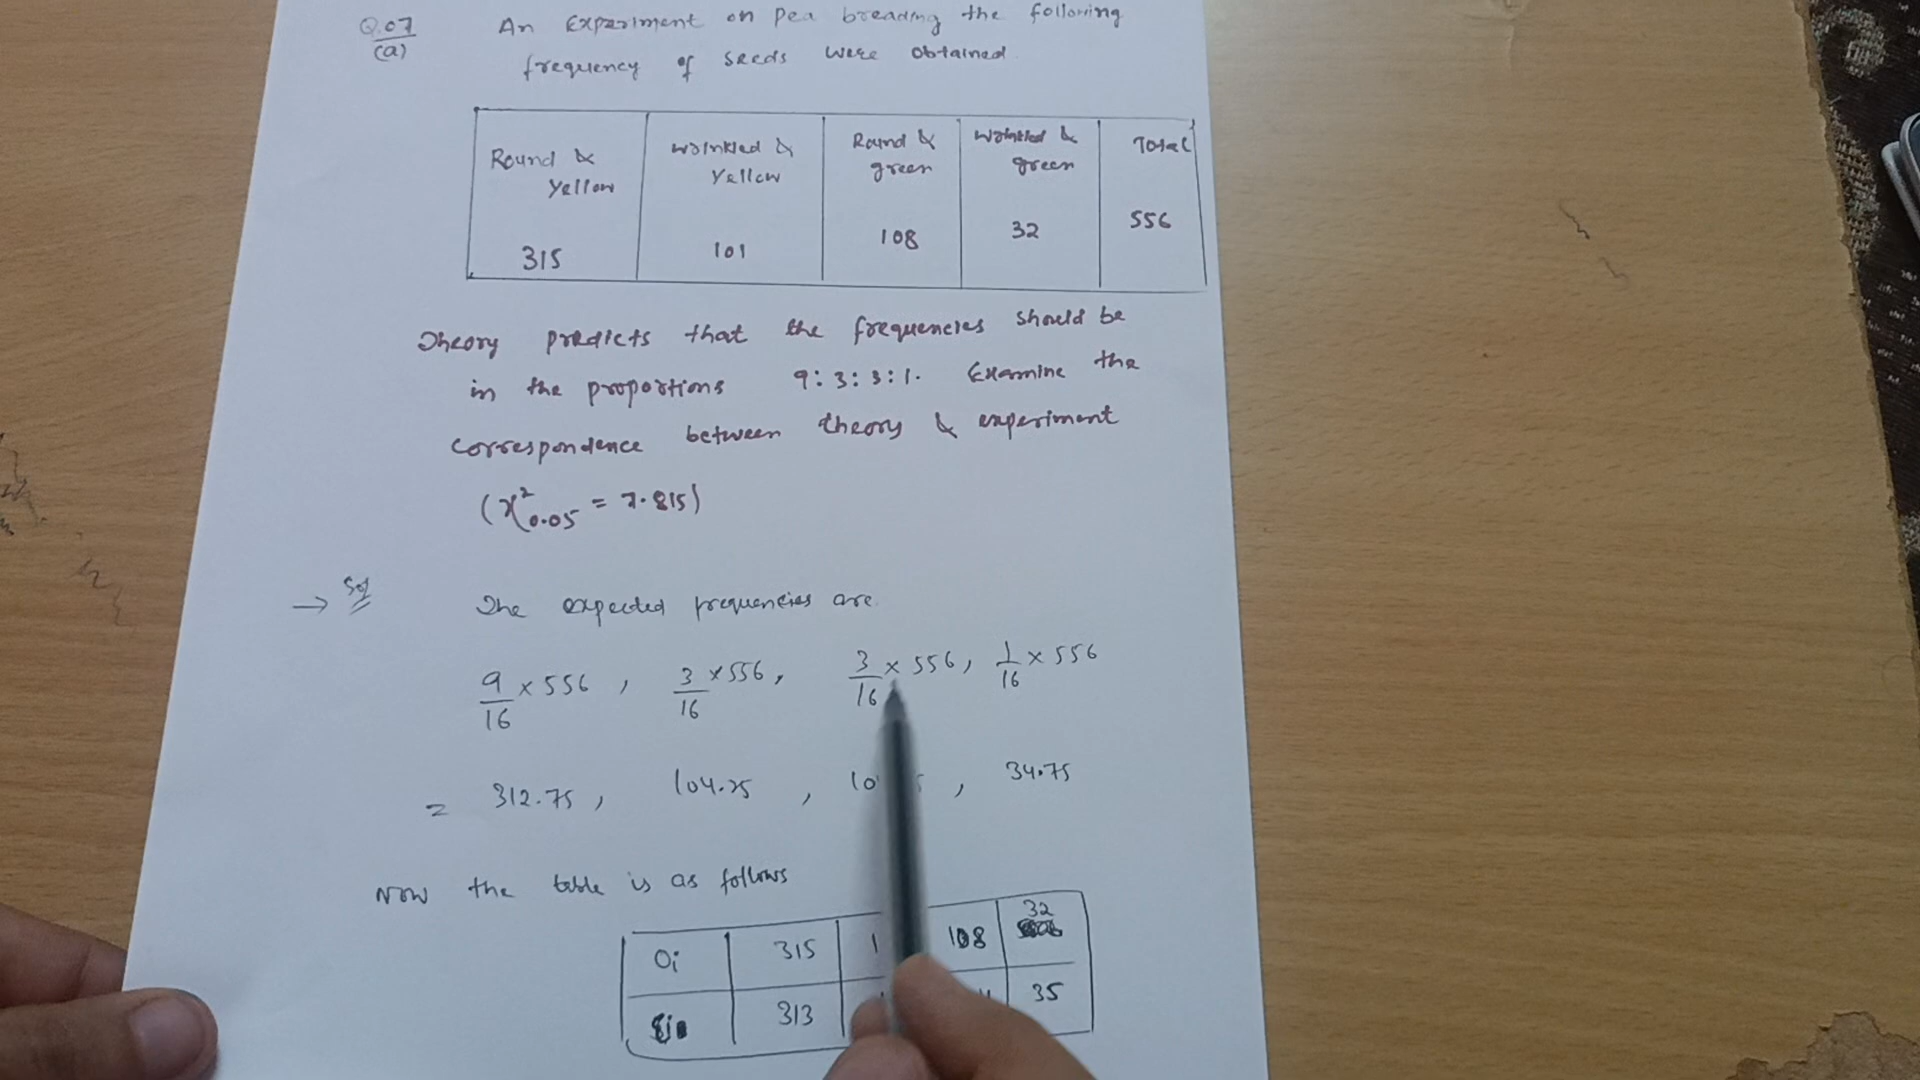 Q.07 An Experiment on Pea breading the following
(a) frequency of seeds were obtained
Round & Yellow wrinkled & Yellow Round & green wrinkled & green Total
315 101 108 32 556
Theory predicts that the frequencies should be
in the proportions 9:3:3:1. Examine the
correspondence between theory & experiment
(χ²0.05 = 7.815)
→ Sol The expected frequencies are
9/16 × 556, 3/16 × 556, 3/16 × 556, 1/16 × 556
= 312.75, 104.25, 10 , 34.75
Now the table is as follows
Oi 315 1 108 32
313 35